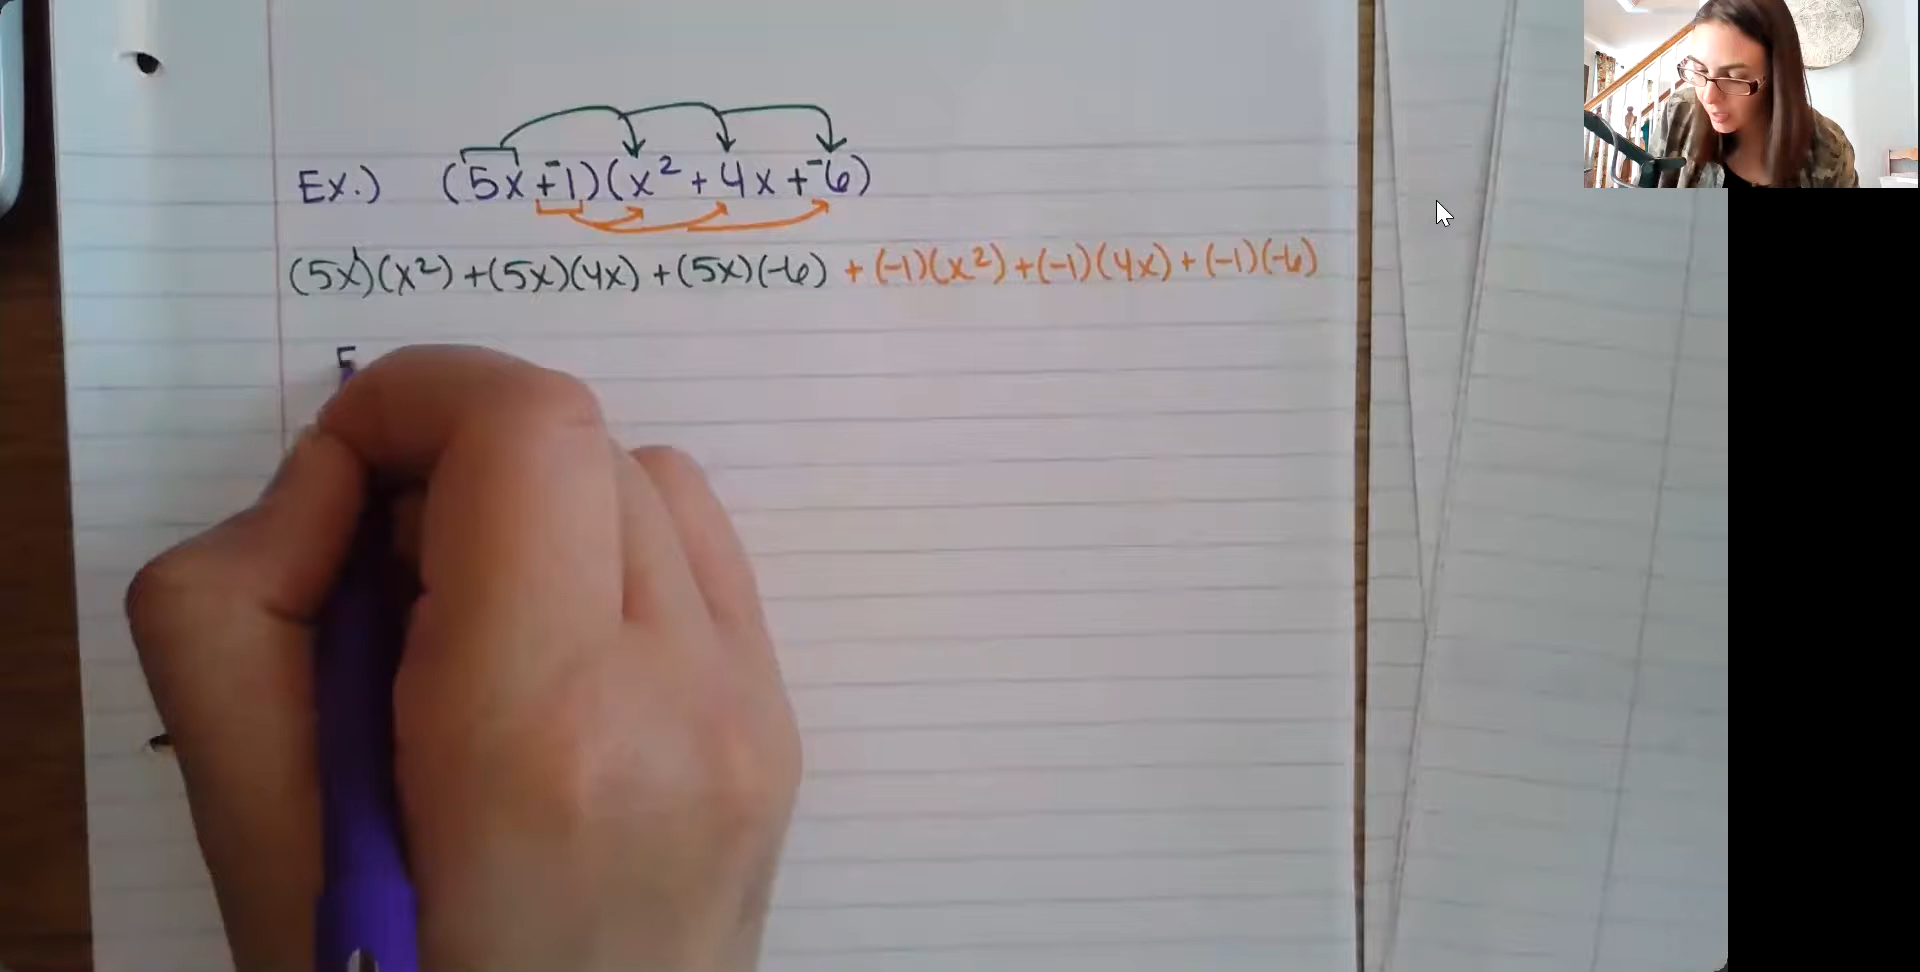 Ex.) (5x + -1)(x² + 4x + -6)
(5x)(x²) + (5x)(4x) + (5x)(-6) + (-1)(x²) + (-1)(4x) + (-1)(-6)
5